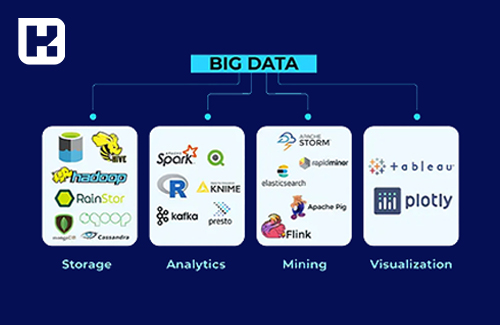 BIG DATA
HIVE
hadoop
RainStor
sqoop
mongoDB
Cassandra
Storage
APACHE
Spark
R
KNIME
kafka
presto
Analytics
APACHE
STORM
rapidminer
elasticsearch
Apache Pig
Flink
Mining
+ableau
plotly
Visualization